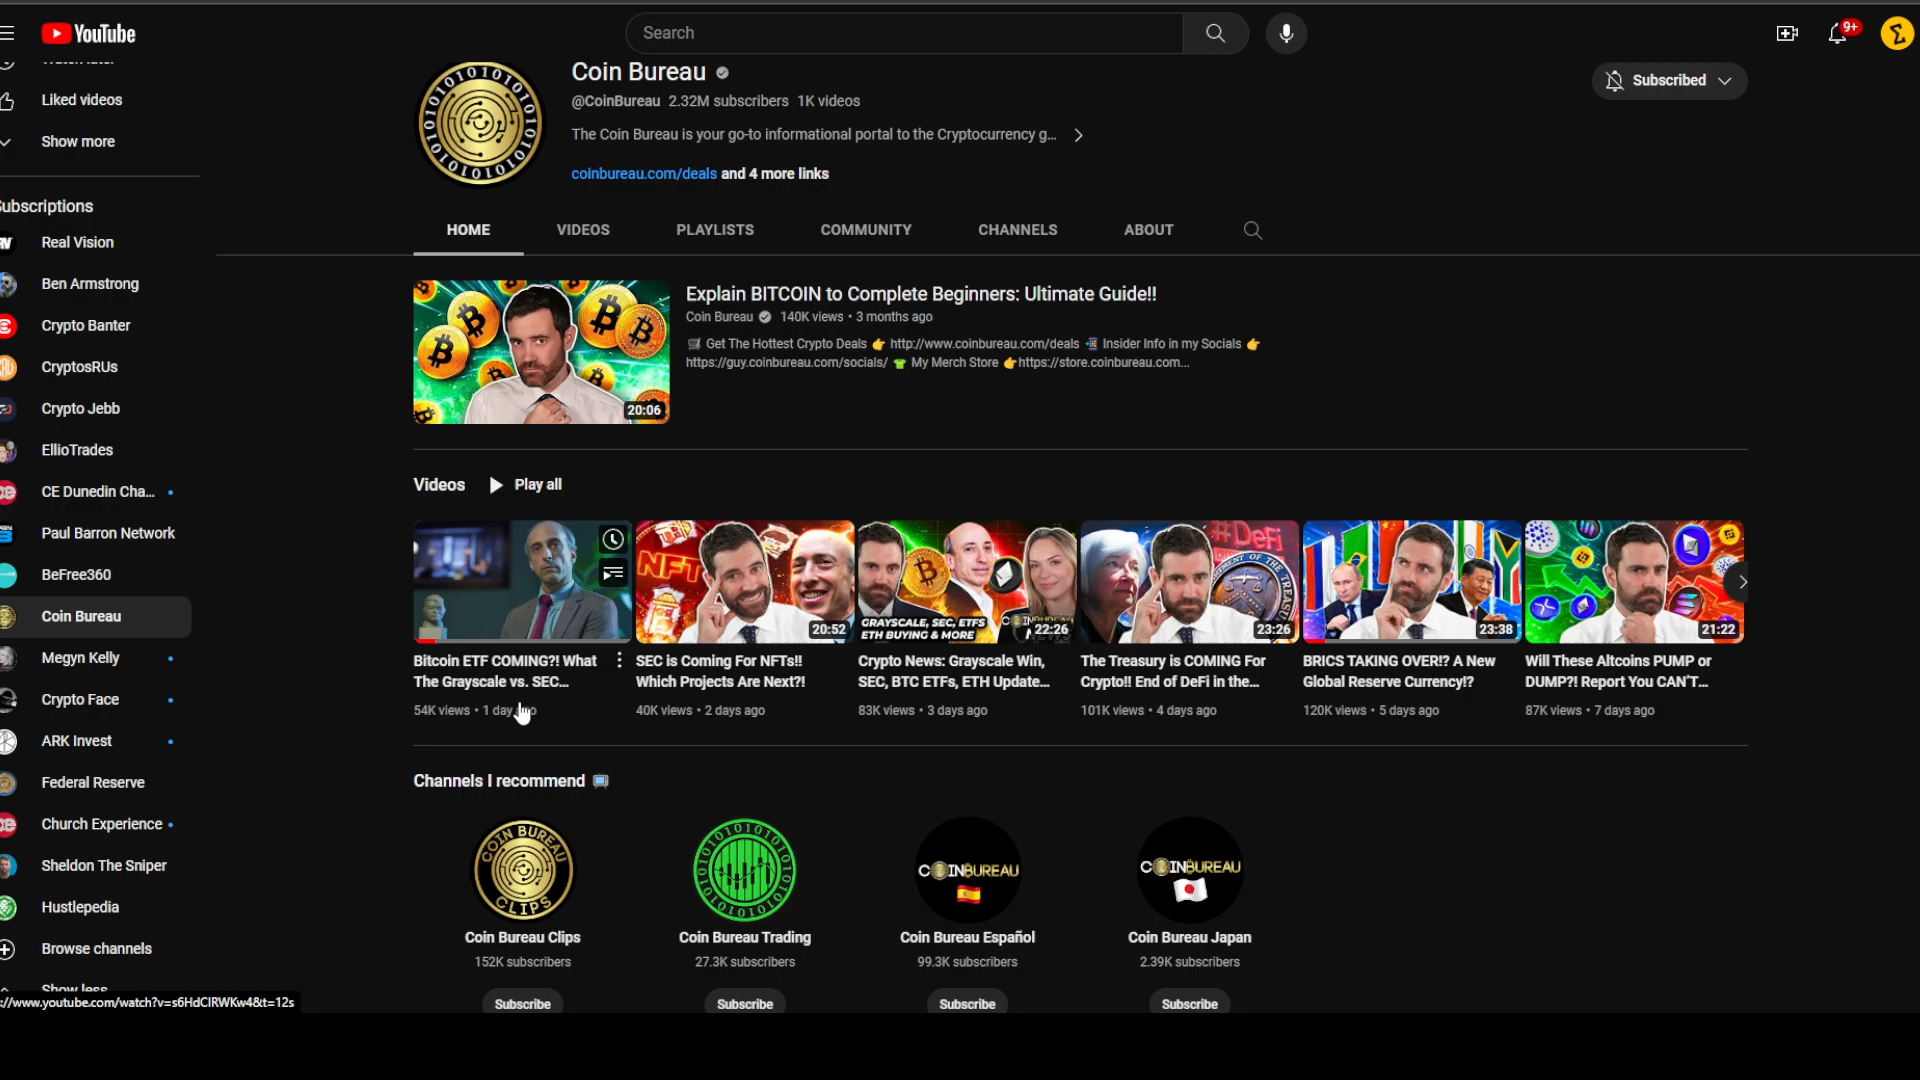 YouTube
Search
9+
Liked videos
Show more
Subscriptions
Real Vision
Ben Armstrong
Crypto Banter
CryptosRUs
Crypto Jebb
EllioTrades
CE Dunedin Cha...
Paul Barron Network
BeFree360
Coin Bureau
Megyn Kelly
Crypto Face
ARK Invest
Federal Reserve
Church Experience
Sheldon The Sniper
Hustlepedia
Browse channels
Show less
://www.youtube.com/watch?v=s6HdCIRWKw4&t=12s
Coin Bureau
@CoinBureau 2.32M subscribers 1K videos
The Coin Bureau is your go-to informational portal to the Cryptocurrency g...
coinbureau.com/deals and 4 more links
Subscribed
HOME VIDEOS PLAYLISTS COMMUNITY CHANNELS ABOUT
20:06
Explain BITCOIN to Complete Beginners: Ultimate Guide!!
Coin Bureau 140K views • 3 months ago
🛒 Get The Hottest Crypto Deals 👉 http://www.coinbureau.com/deals 📲 Insider Info in my Socials 👉
https://guy.coinbureau.com/socials/ 👕 My Merch Store 👉https://store.coinbureau.com...
Videos Play all
Bitcoin ETF COMING?! What
The Grayscale vs. SEC...
54K views • 1 day
NFT
20:52
SEC is Coming For NFTs!!
Which Projects Are Next?!
40K views • 2 days ago
GRAYSCALE, SEC, ETFS
ETH BUYING & MORE
22:26
Crypto News: Grayscale Win,
SEC, BTC ETFs, ETH Update...
83K views • 3 days ago
#DeFi
23:26
The Treasury is COMING For
Crypto!! End of DeFi in the...
101K views • 4 days ago
23:38
BRICS TAKING OVER!? A New
Global Reserve Currency!?
120K views • 5 days ago
21:22
Will These Altcoins PUMP or
DUMP?! Report You CAN'T...
87K views • 7 days ago
Channels I recommend 📺
COIN BUREAU
CLIPS
Coin Bureau Clips
152K subscribers
Subscribe
Coin Bureau Trading
27.3K subscribers
Subscribe
COINBUREAU
Coin Bureau Español
99.3K subscribers
Subscribe
COINBUREAU
Coin Bureau Japan
2.39K subscribers
Subscribe